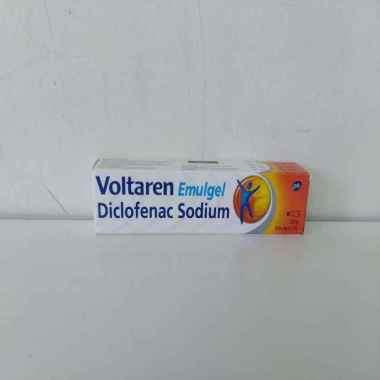 Voltaren Emulgel
Diclofenac Sodium